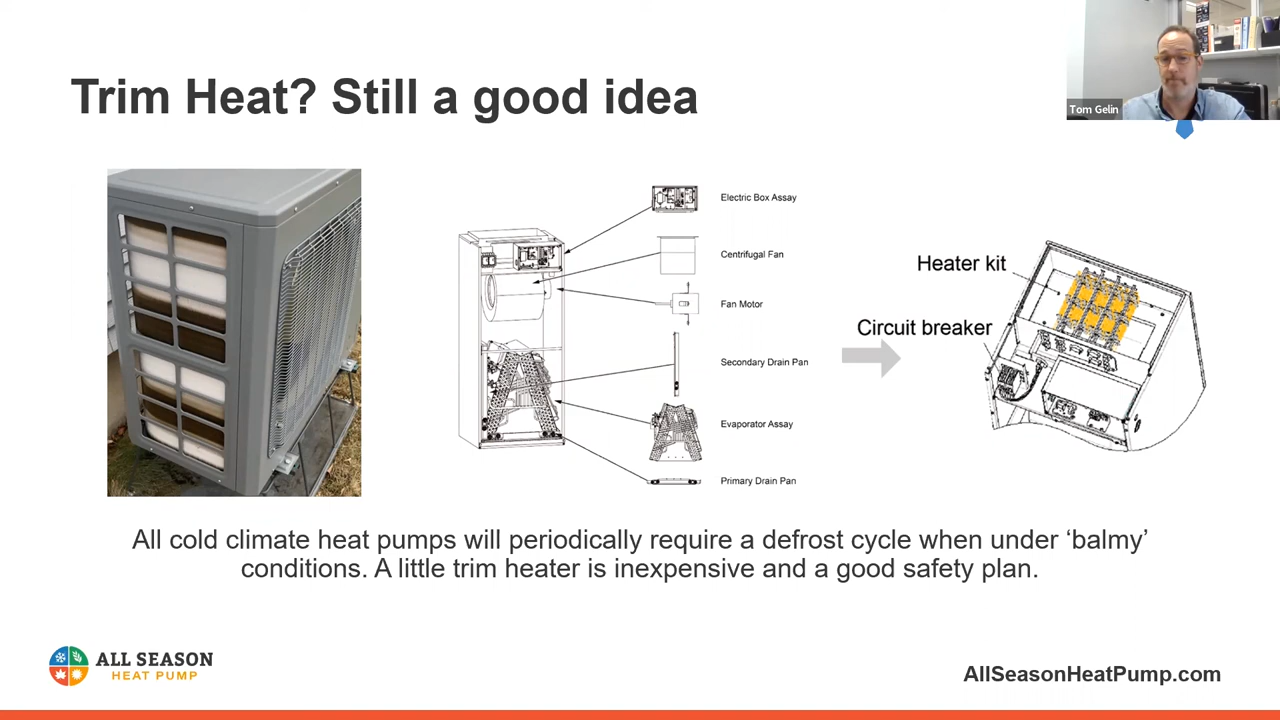 Trim Heat? Still a good idea
Tom Gelin
Electric Box Assay
Centrifugal Fan
Fan Motor
Secondary Drain Pan
Evaporator Assay
Primary Drain Pan
Heater kit
Circuit breaker
All cold climate heat pumps will periodically require a defrost cycle when under ‘balmy’
conditions. A little trim heater is inexpensive and a good safety plan.
ALL SEASON
HEAT PUMP
AllSeasonHeatPump.com